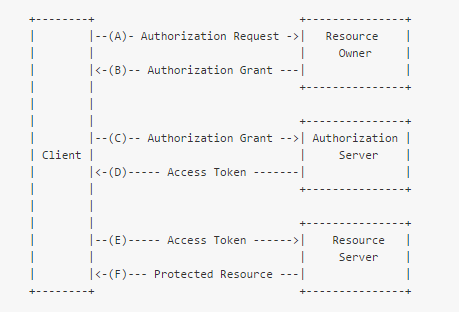 +--------+                               +---------------+
|        |--(A)- Authorization Request ->|   Resource    |
|        |                               |     Owner     |
|        |<-(B)-- Authorization Grant ---|               |
|        |                               +---------------+
|        |
|        |                               +---------------+
|        |--(C)-- Authorization Grant -->| Authorization |
| Client |                               |     Server    |
|        |<-(D)----- Access Token -------|               |
|        |                               +---------------+
|        |
|        |                               +---------------+
|        |--(E)----- Access Token ------>|    Resource   |
|        |                               |     Server    |
|        |<-(F)--- Protected Resource ---|               |
+--------+                               +---------------+